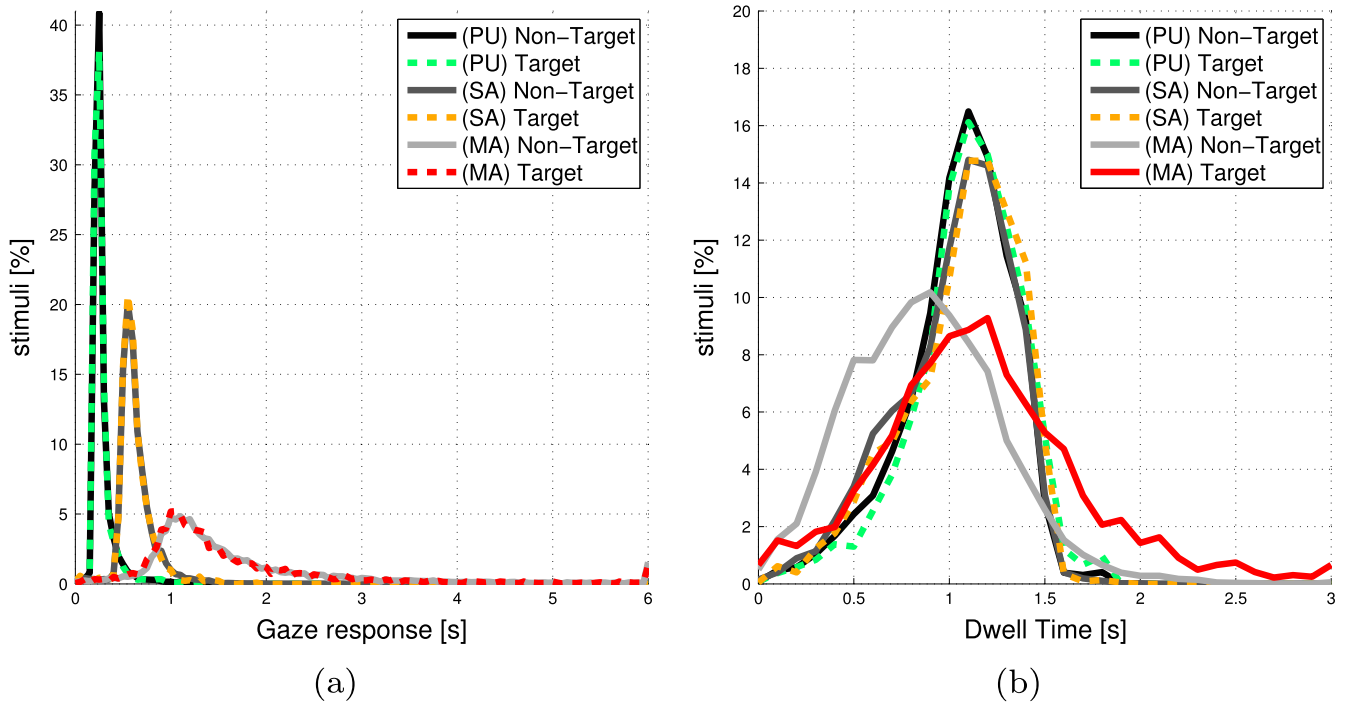 40
35
30
25
20
15
10
5
0
stimuli [%]
0 1 2 3 4 5 6
Gaze response [s]
(PU) Non−Target
(PU) Target
(SA) Non−Target
(SA) Target
(MA) Non−Target
(MA) Target
(a)
20
18
16
14
12
10
8
6
4
2
0
stimuli [%]
0 0.5 1 1.5 2 2.5 3
Dwell Time [s]
(PU) Non−Target
(PU) Target
(SA) Non−Target
(SA) Target
(MA) Non−Target
(MA) Target
(b)